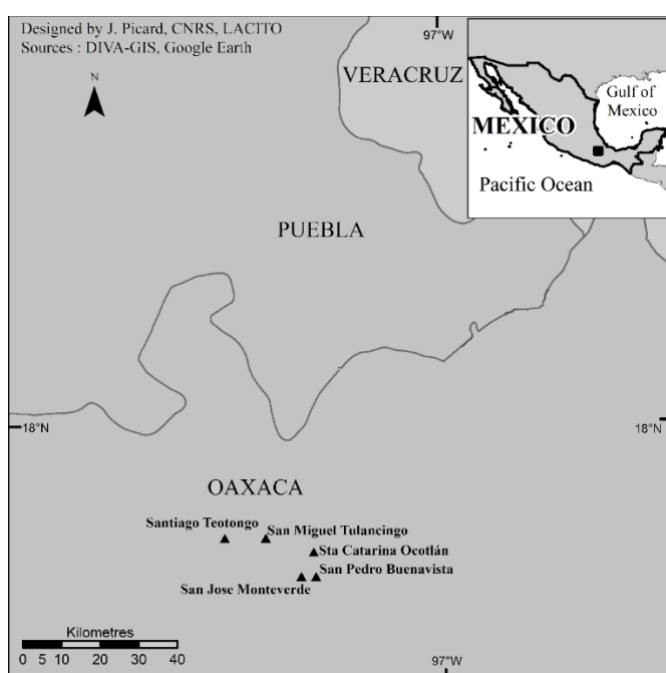 Designed by J. Picard, CNRS, LACITO
Sources : DIVA-GIS, Google Earth
97°W
N
VERACRUZ
Gulf of
Mexico
MEXICO
Pacific Ocean
PUEBLA
18°N
18°N
OAXACA
Santiago Teotongo
San Miguel Tulancingo
Sta Catarina Ocotlán
San Pedro Buenavista
San Jose Monteverde
Kilometres
0 5 10 20 30 40
97°W